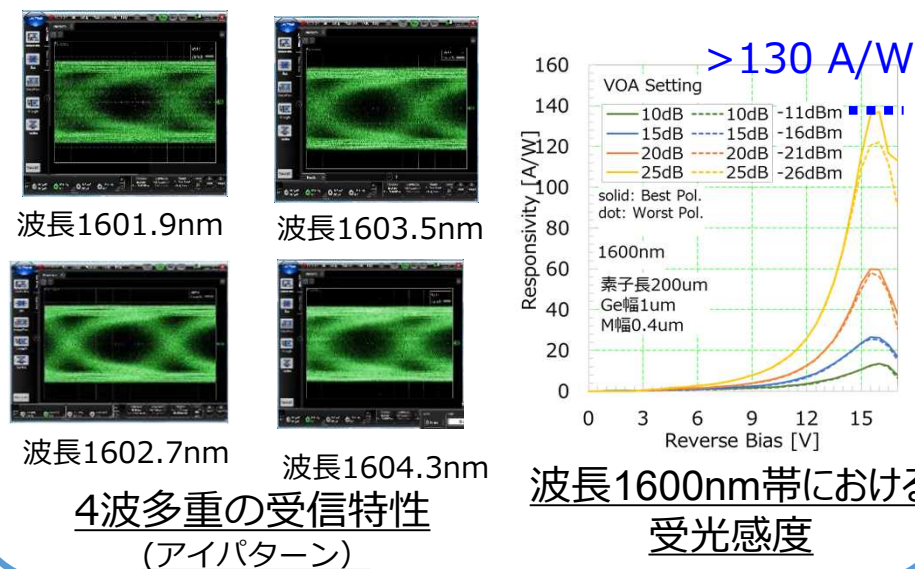 波長1601.9nm
波長1603.5nm
波長1602.7nm
波長1604.3nm
4波多重の受信特性
(アイパターン)
>130 A/W
160
140
120
100
80
60
40
20
0
Responsivity [A/W]
VOA Setting
10dB 10dB -11dBm
15dB 15dB -16dBm
20dB 20dB -21dBm
25dB 25dB -26dBm
solid: Best Pol.
dot: Worst Pol.
1600nm
素子長200um
Ge幅1um
M幅0.4um
0 3 6 9 12 15
Reverse Bias [V]
波長1600nm帯における
受光感度